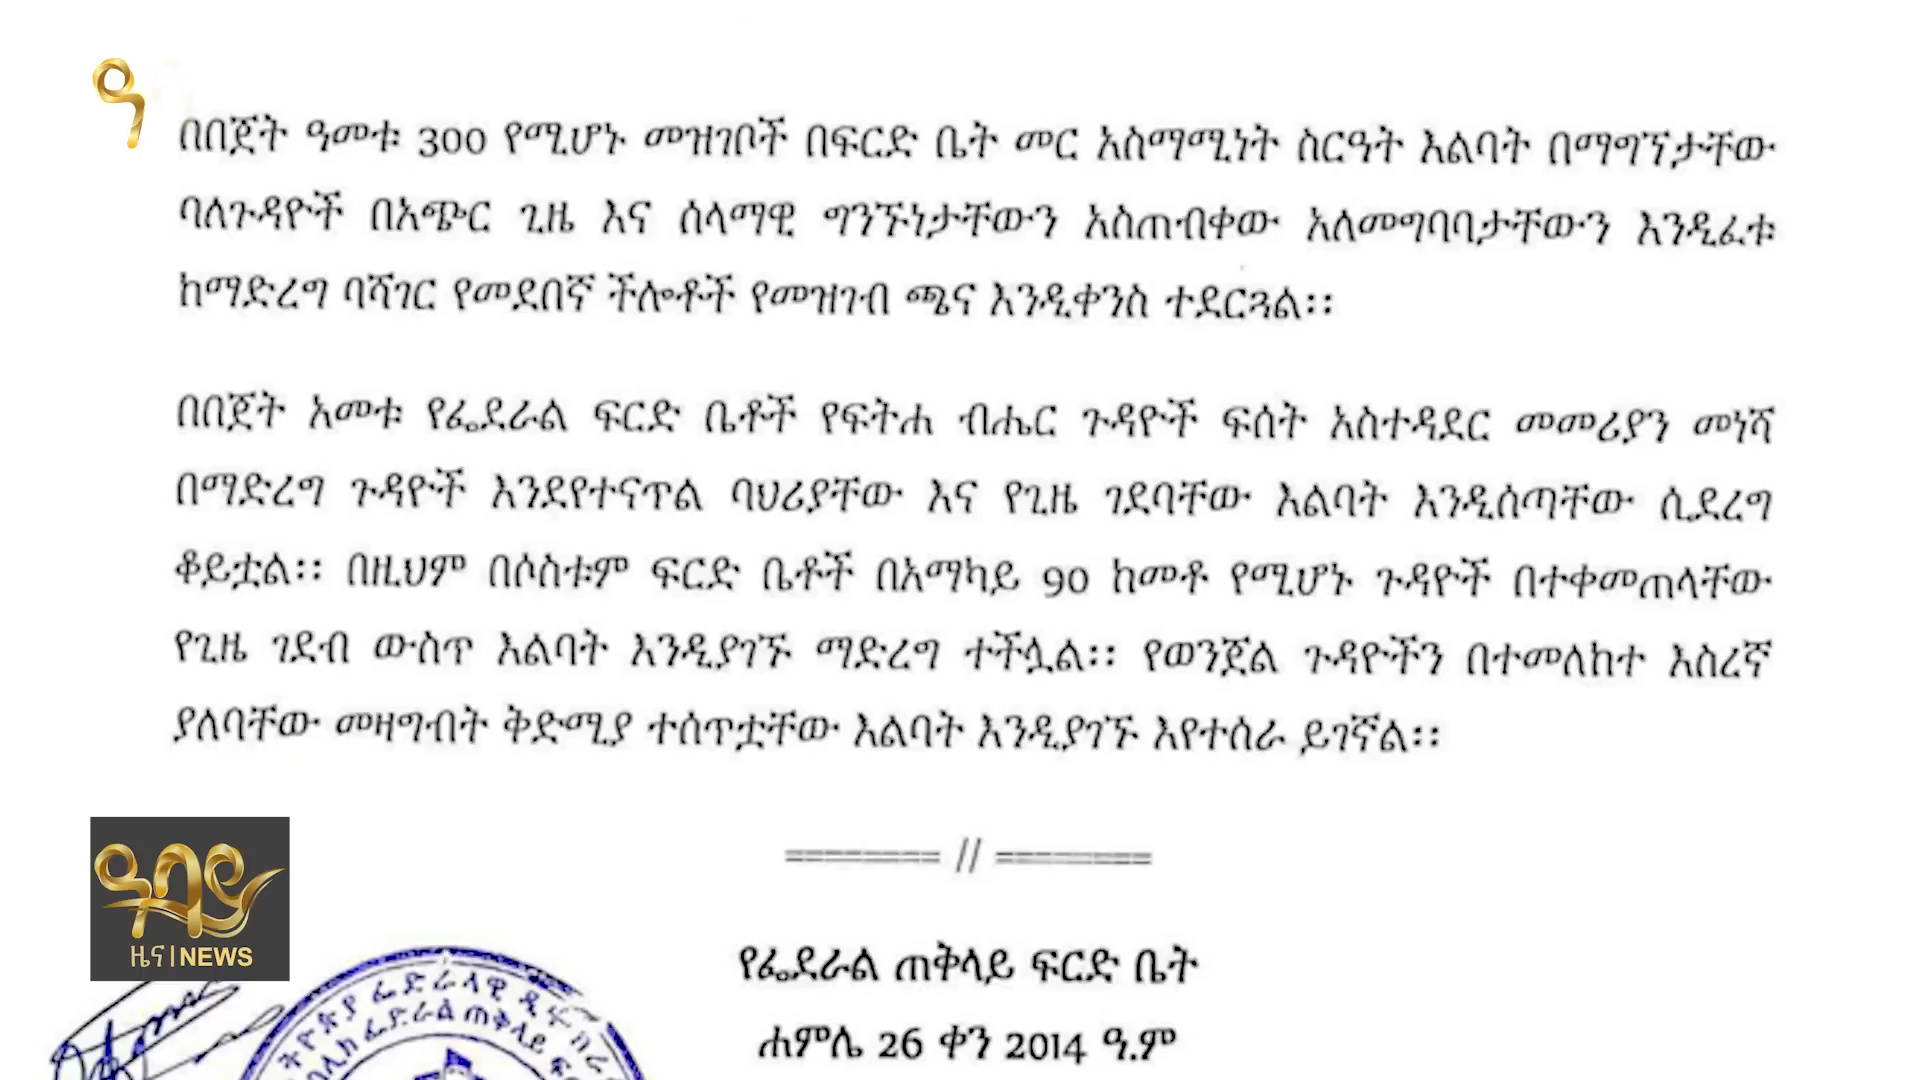 ዓ
በበጀት ዓመቱ 300 የሚሆኑ መዝገቦች በፍርድ ቤት መር አስማሚነት ስርዓት እልባት በማግኘታቸው
ባለጉዳዮች በአጭር ጊዜ እና ሰላማዊ ግንኙነታቸውን አስጠብቀው አለመግባባታቸውን እንዲፈቱ
ከማድረግ ባሻገር የመደበኛ ችሎቶች የመዝገብ ጫና እንዲቀንስ ተደርጓል፡፡
በበጀት አመቱ የፌደራል ፍርድ ቤቶች የፍትሐ ብሔር ጉዳዮች ፍሰት አስተዳደር መመሪያን መነሻ
በማድረግ ጉዳዮች እንደየተናጥል ባህሪያቸው እና የጊዜ ገደባቸው እልባት እንዲሰጣቸው ሲደረግ
ቆይቷል፡፡ በዚህም በሶስቱም ፍርድ ቤቶች በአማካይ 90 ከመቶ የሚሆኑ ጉዳዮች በተቀመጠላቸው
የጊዜ ገደብ ውስጥ እልባት እንዲያገኙ ማድረግ ተችሏል፡፡ የወንጀል ጉዳዮችን በተመለከተ እስረኛ
ያለባቸው መዛግብት ቅድሚያ ተሰጥቷቸው እልባት እንዲያገኙ እየተሰራ ይገኛል፡፡
========= // =========
ዓባይ
ዜና|NEWS
የፌደራል ጠቅላይ ፍርድ ቤት
ሐምሌ 26 ቀን 2014 ዓ.ም
ፌድራላዊ
ፌደራል ጠቅላይ